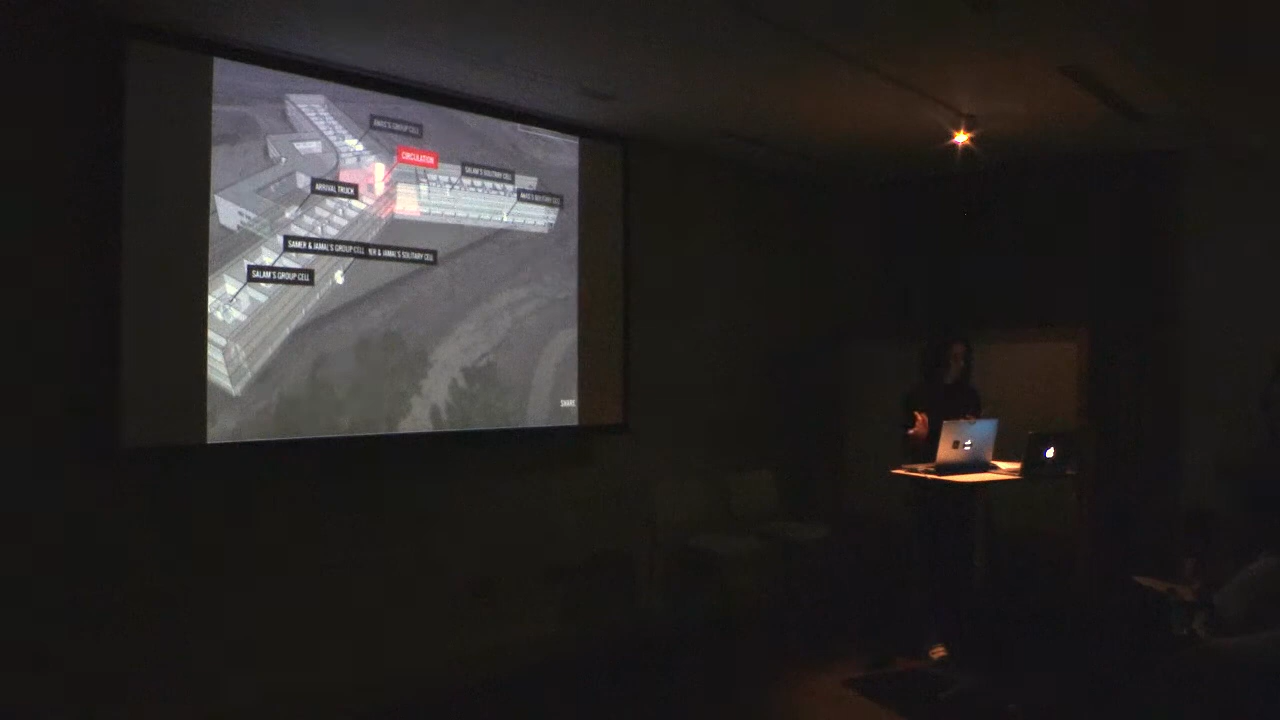 ANAS'S GROUP CELL
CIRCULATION
SALAM'S SOLITARY CELL
ARRIVAL TRUCK
ANAS'S SOLITARY CELL
SAMER & JAMAL'S GROUP CELL
ER & JAMAL'S SOLITARY CELL
SALAM'S GROUP CELL
SHARE